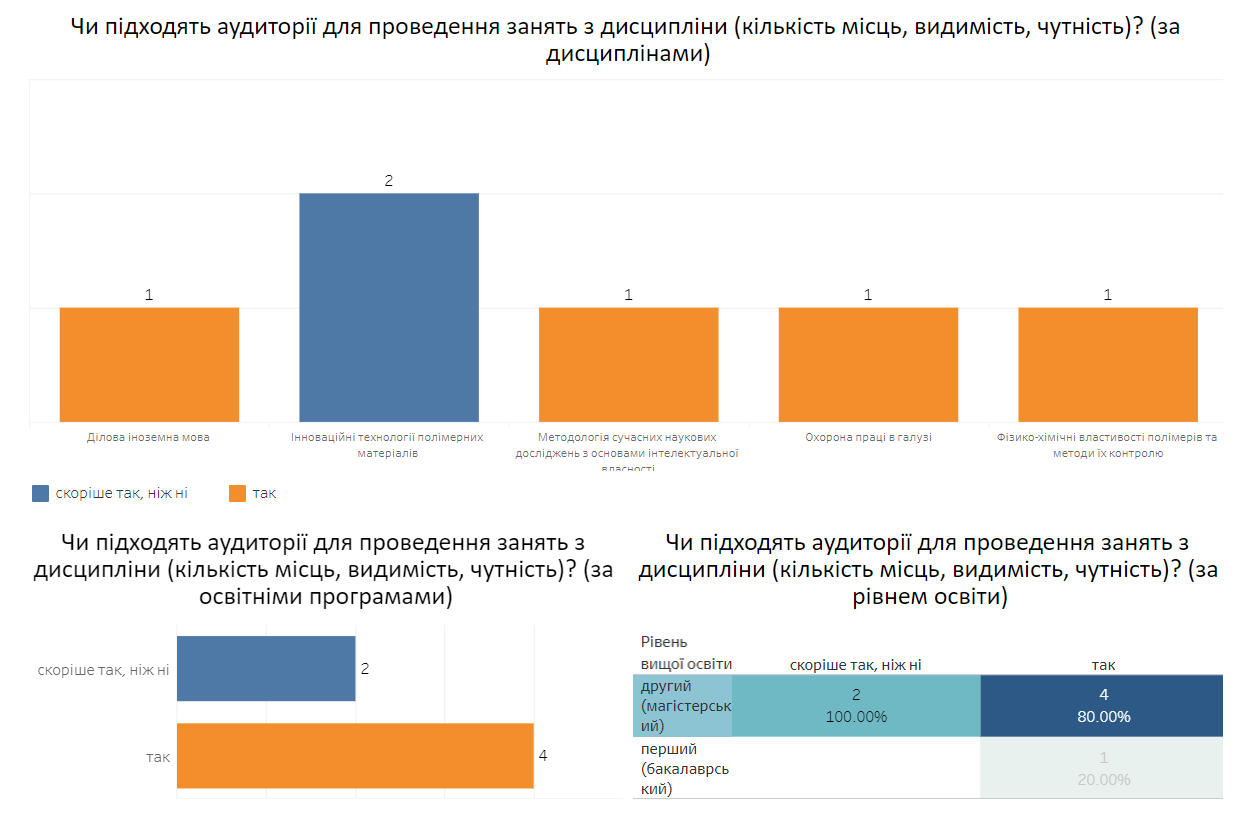 Чи підходять аудиторії для проведення занять з дисципліни (кількість місць, видимість, чутність)? (за
дисциплінами)
1
2
1
1
1
Ділова іноземна мова
Інноваційні технології полімерних
матеріалів
Методологія сучасних наукових
досліджень з основами інтелектуальної
власності
Охорона праці в галузі
Фізико-хімічні властивості полімерів та
методи їх контролю
скоріше так, ніж ні
так
Чи підходять аудиторії для проведення занять з
дисципліни (кількість місць, видимість, чутність)? (за
освітніми програмами)
скоріше так, ніж ні
2
так
4
Чи підходять аудиторії для проведення занять з
дисципліни (кількість місць, видимість, чутність)? (за
рівнем освіти)
Рівень
вищої освіти
скоріше так, ніж ні
так
другий
(магістерськ
ий)
2
100.00%
4
80.00%
перший
(бакалаврсь
кий)
1
20.00%